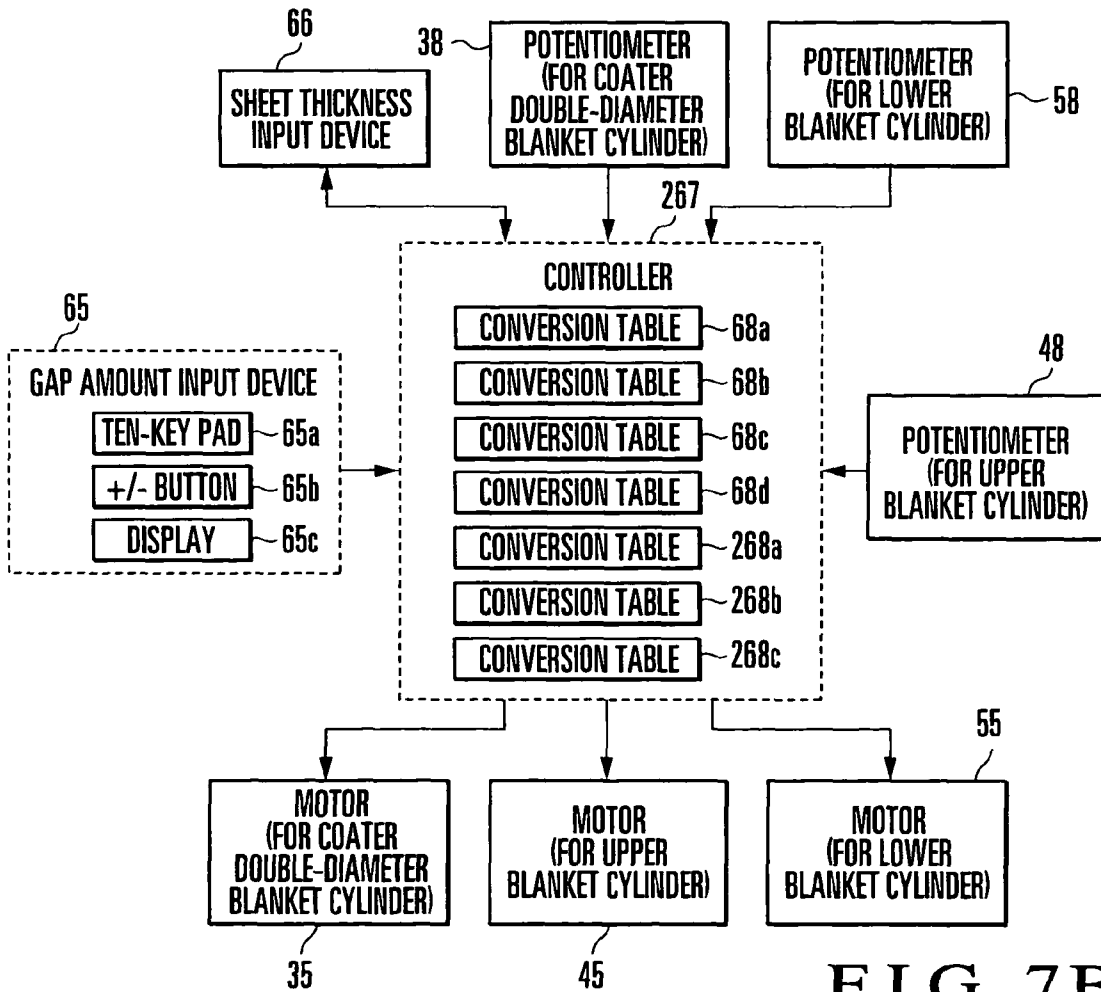 66
SHEET THICKNESS
INPUT DEVICE
38
POTENTIOMETER
(FOR COATER
DOUBLE-DIAMETER
BLANKET CYLINDER)
POTENTIOMETER
(FOR LOWER
BLANKET CYLINDER)
58
267
CONTROLLER
CONVERSION TABLE
68a
CONVERSION TABLE
68b
CONVERSION TABLE
68c
CONVERSION TABLE
68d
CONVERSION TABLE
268a
CONVERSION TABLE
268b
CONVERSION TABLE
268c
65
GAP AMOUNT INPUT DEVICE
TEN-KEY PAD
65a
+/- BUTTON
65b
DISPLAY
65c
48
POTENTIOMETER
(FOR UPPER
BLANKET CYLINDER)
MOTOR
(FOR COATER
DOUBLE-DIAMETER
BLANKET CYLINDER)
35
MOTOR
(FOR UPPER
BLANKET CYLINDER)
45
55
MOTOR
(FOR LOWER
BLANKET CYLINDER)
FIG. 7B